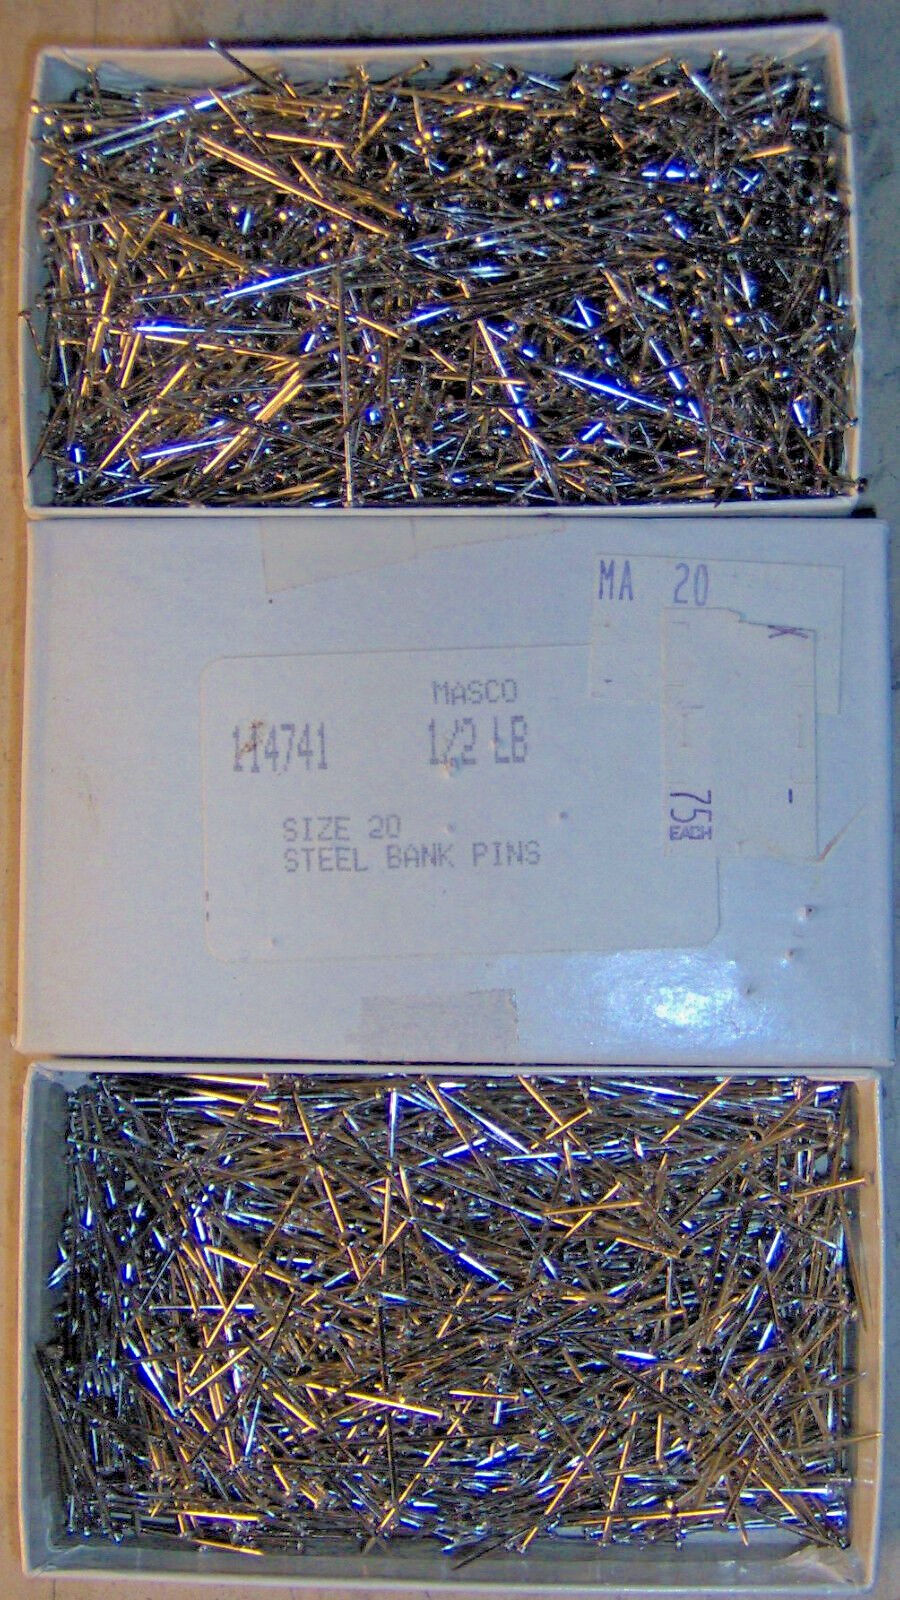 MA 20
MASCO
114741 1/2 LB
75
EACH
SIZE 20
STEEL BANK PINS